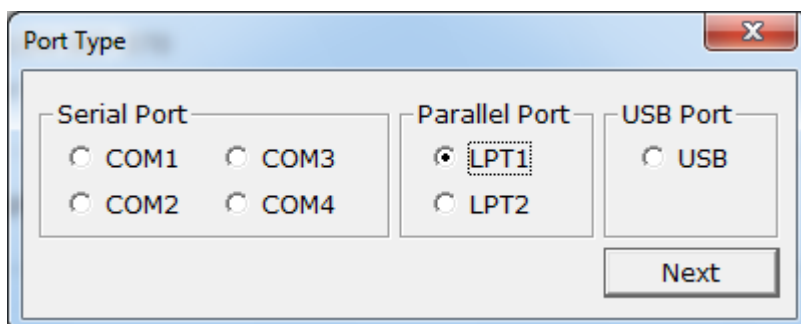 Port Type
Serial Port
COM1 COM3
COM2 COM4
Parallel Port
LPT1
LPT2
USB Port
USB
Next